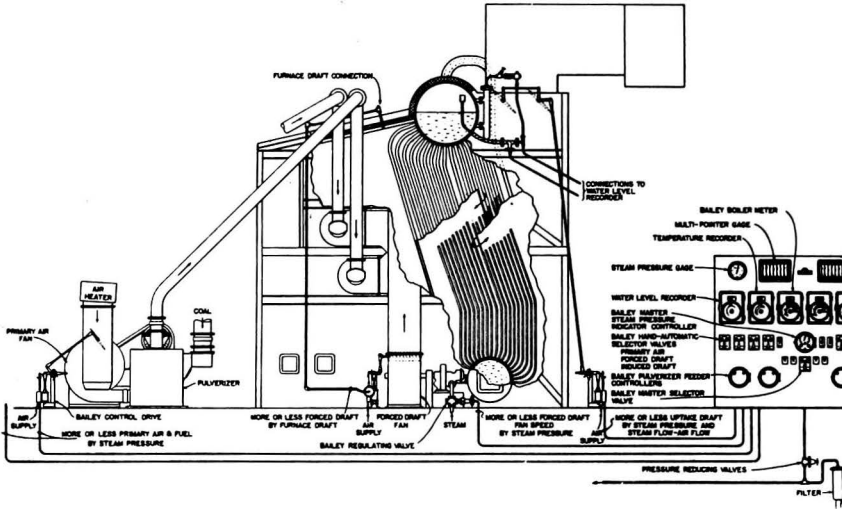 FURNACE DRAFT CONNECTION
CONNECTIONS TO
WATER LEVEL
RECORDER
BAILEY BOILER METER
MULTI-POINTER GAGE
TEMPERATURE RECORDER
STEAM PRESSURE GAGE
WATER LEVEL RECORDER
BAILEY MASTER
STEAM PRESSURE
INDICATOR CONTROLLER
BAILEY HAND-AUTOMATIC
SELECTOR VALVES
PRIMARY AIR
FORCED DRAFT
INDUCED DRAFT
BAILEY PULVERIZER FEEDER
CONTROLLERS
BAILEY MASTER SELECTOR
VALVE
AIR
HEATER
COAL
PRIMARY AIR
FAN
PULVERIZER
AIR
SUPPLY
BAILEY CONTROL DRIVE
MORE OR LESS PRIMARY AIR & FUEL
BY STEAM PRESSURE
MORE OR LESS FORCED DRAFT
BY FURNACE DRAFT
AIR
SUPPLY
FORCED DRAFT
FAN
BAILEY REGULATING VALVE
STEAM
MORE OR LESS FORCED DRAFT
FAN SPEED
BY STEAM PRESSURE
AIR
SUPPLY
MORE OR LESS UPTAKE DRAFT
BY STEAM PRESSURE AND
STEAM FLOW-AIR FLOW
PRESSURE REDUCING VALVES
FILTER